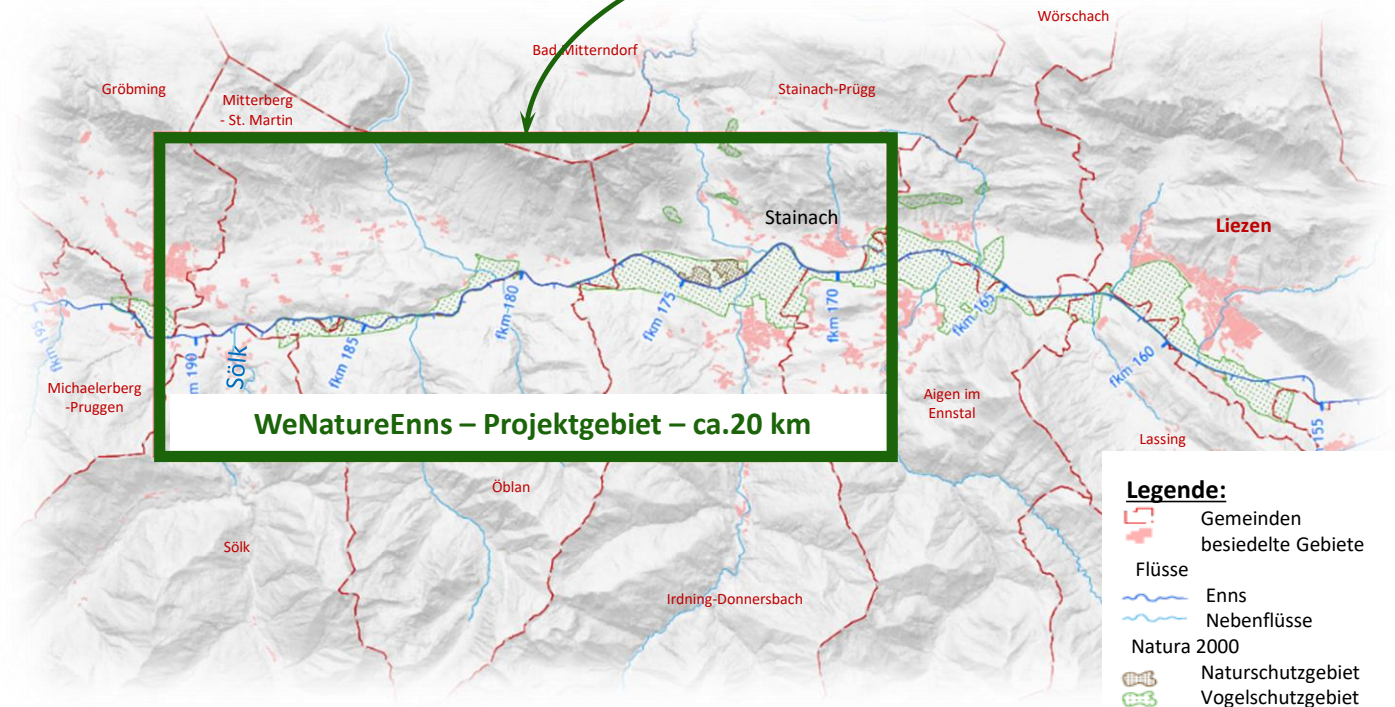 Wörschach
Bad Mitterndorf
Gröbming
Mitterberg
- St. Martin
Stainach-Prügg
Stainach
Liezen
fkm 195
m 190
Sölk
fkm 185
fkm 180
fkm 175
fkm 170
fkm 165
fkm 160
155
Michaelerberg
-Pruggen
WeNatureEnns – Projektgebiet – ca.20 km
Aigen im
Ennstal
Lassing
Öblan
Sölk
Irdning-Donnersbach
Legende:
Gemeinden
besiedelte Gebiete
Flüsse
Enns
Nebenflüsse
Natura 2000
Naturschutzgebiet
Vogelschutzgebiet